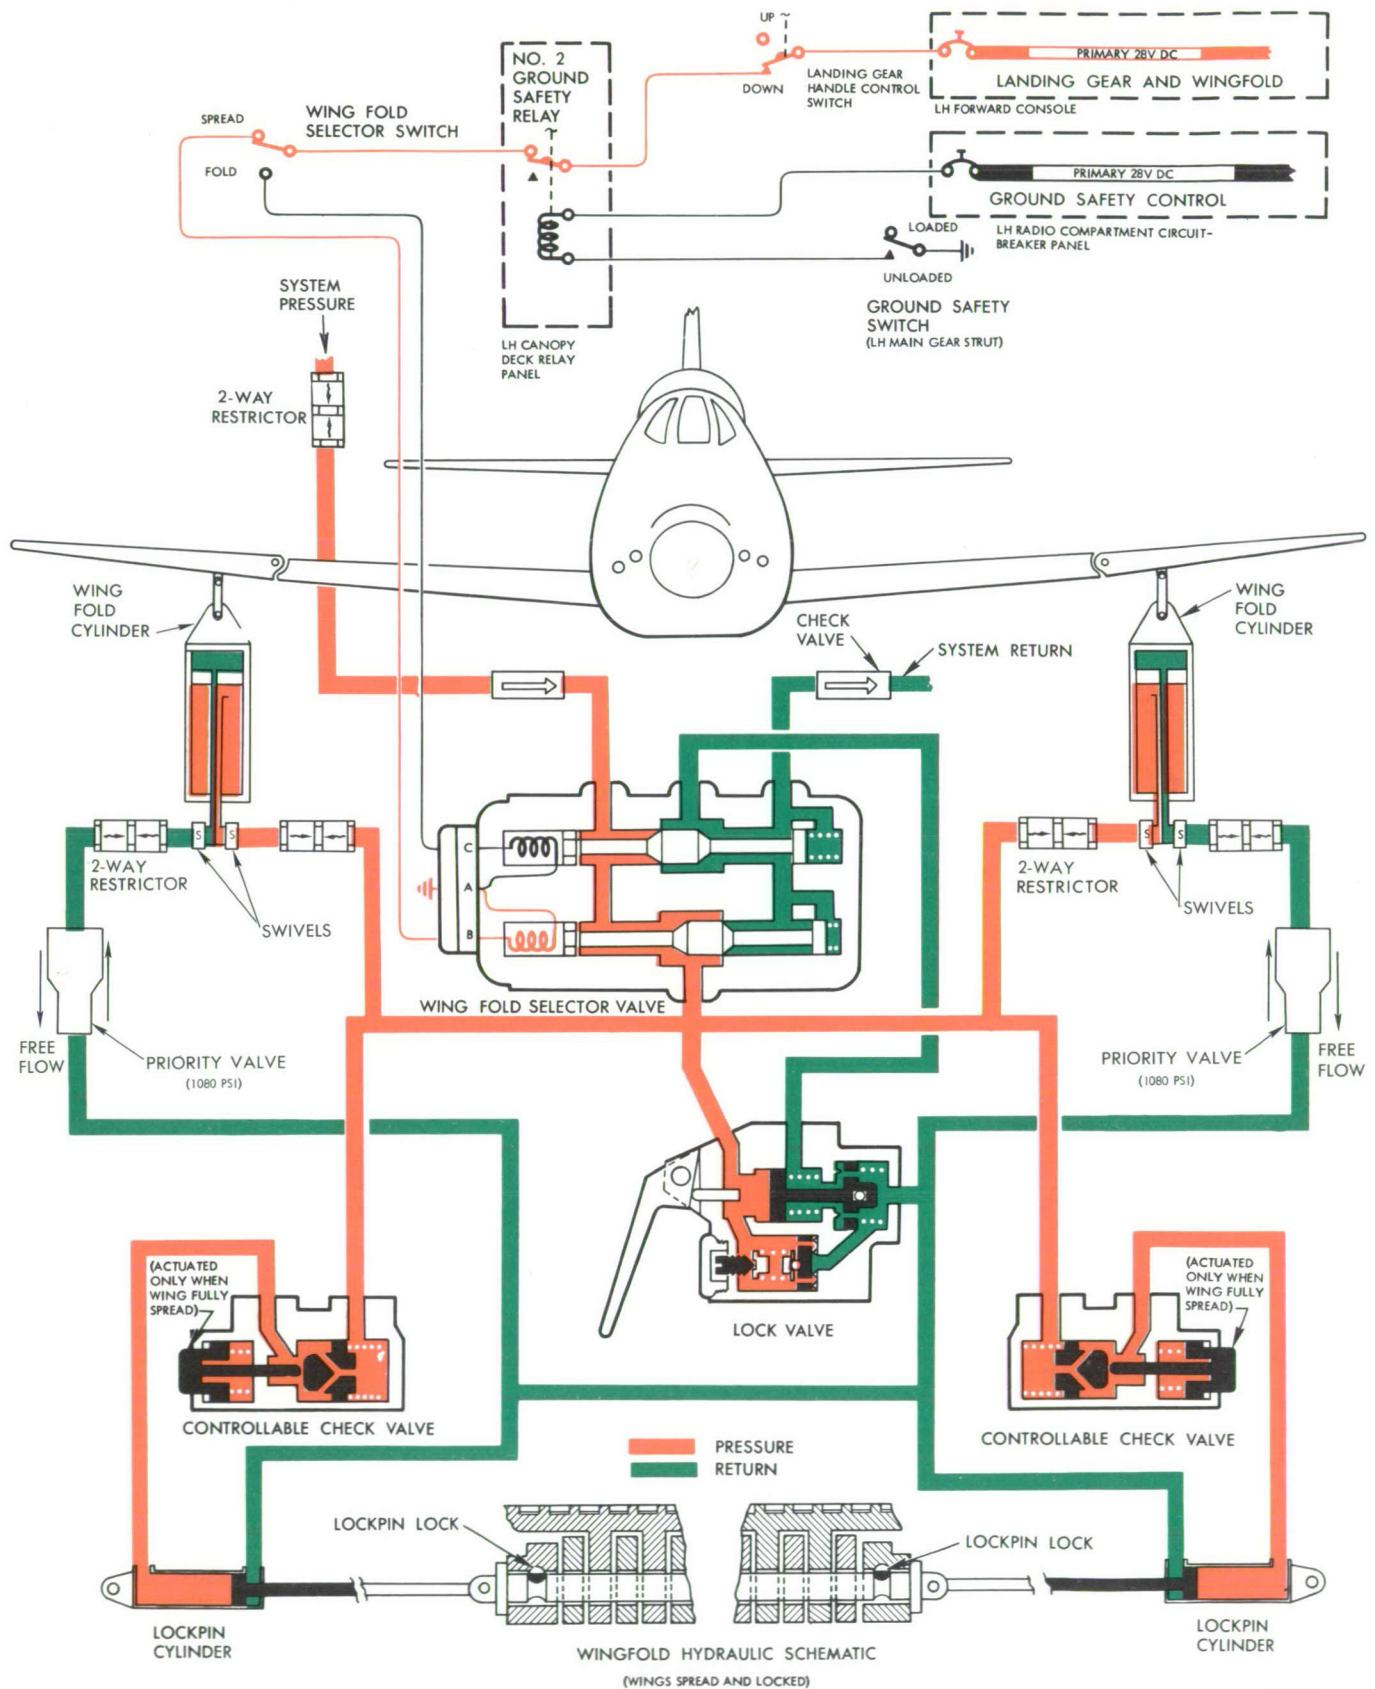 UP
DOWN
LANDING GEAR
HANDLE CONTROL
SWITCH
PRIMARY 28V DC
LANDING GEAR AND WINGFOLD
LH FORWARD CONSOLE
NO. 2
GROUND
SAFETY
RELAY
WING FOLD
SELECTOR SWITCH
SPREAD
FOLD
PRIMARY 28V DC
GROUND SAFETY CONTROL
LH RADIO COMPARTMENT CIRCUIT-
BREAKER PANEL
LOADED
UNLOADED
GROUND SAFETY
SWITCH
(LH MAIN GEAR STRUT)
LH CANOPY
DECK RELAY
PANEL
SYSTEM
PRESSURE
2-WAY
RESTRICTOR
WING
FOLD
CYLINDER
CHECK
VALVE
SYSTEM RETURN
WING
FOLD
CYLINDER
S
S
2-WAY
RESTRICTOR
SWIVELS
C
A
B
WING FOLD SELECTOR VALVE
S
S
2-WAY
RESTRICTOR
SWIVELS
FREE
FLOW
PRIORITY VALVE
(1080 PSI)
PRIORITY VALVE
(1080 PSI)
FREE
FLOW
LOCK VALVE
(ACTUATED
ONLY WHEN
WING FULLY
SPREAD)
CONTROLLABLE CHECK VALVE
(ACTUATED
ONLY WHEN
WING FULLY
SPREAD)
CONTROLLABLE CHECK VALVE
PRESSURE
RETURN
LOCKPIN LOCK
LOCKPIN LOCK
LOCKPIN
CYLINDER
LOCKPIN
CYLINDER
WINGFOLD HYDRAULIC SCHEMATIC
(WINGS SPREAD AND LOCKED)